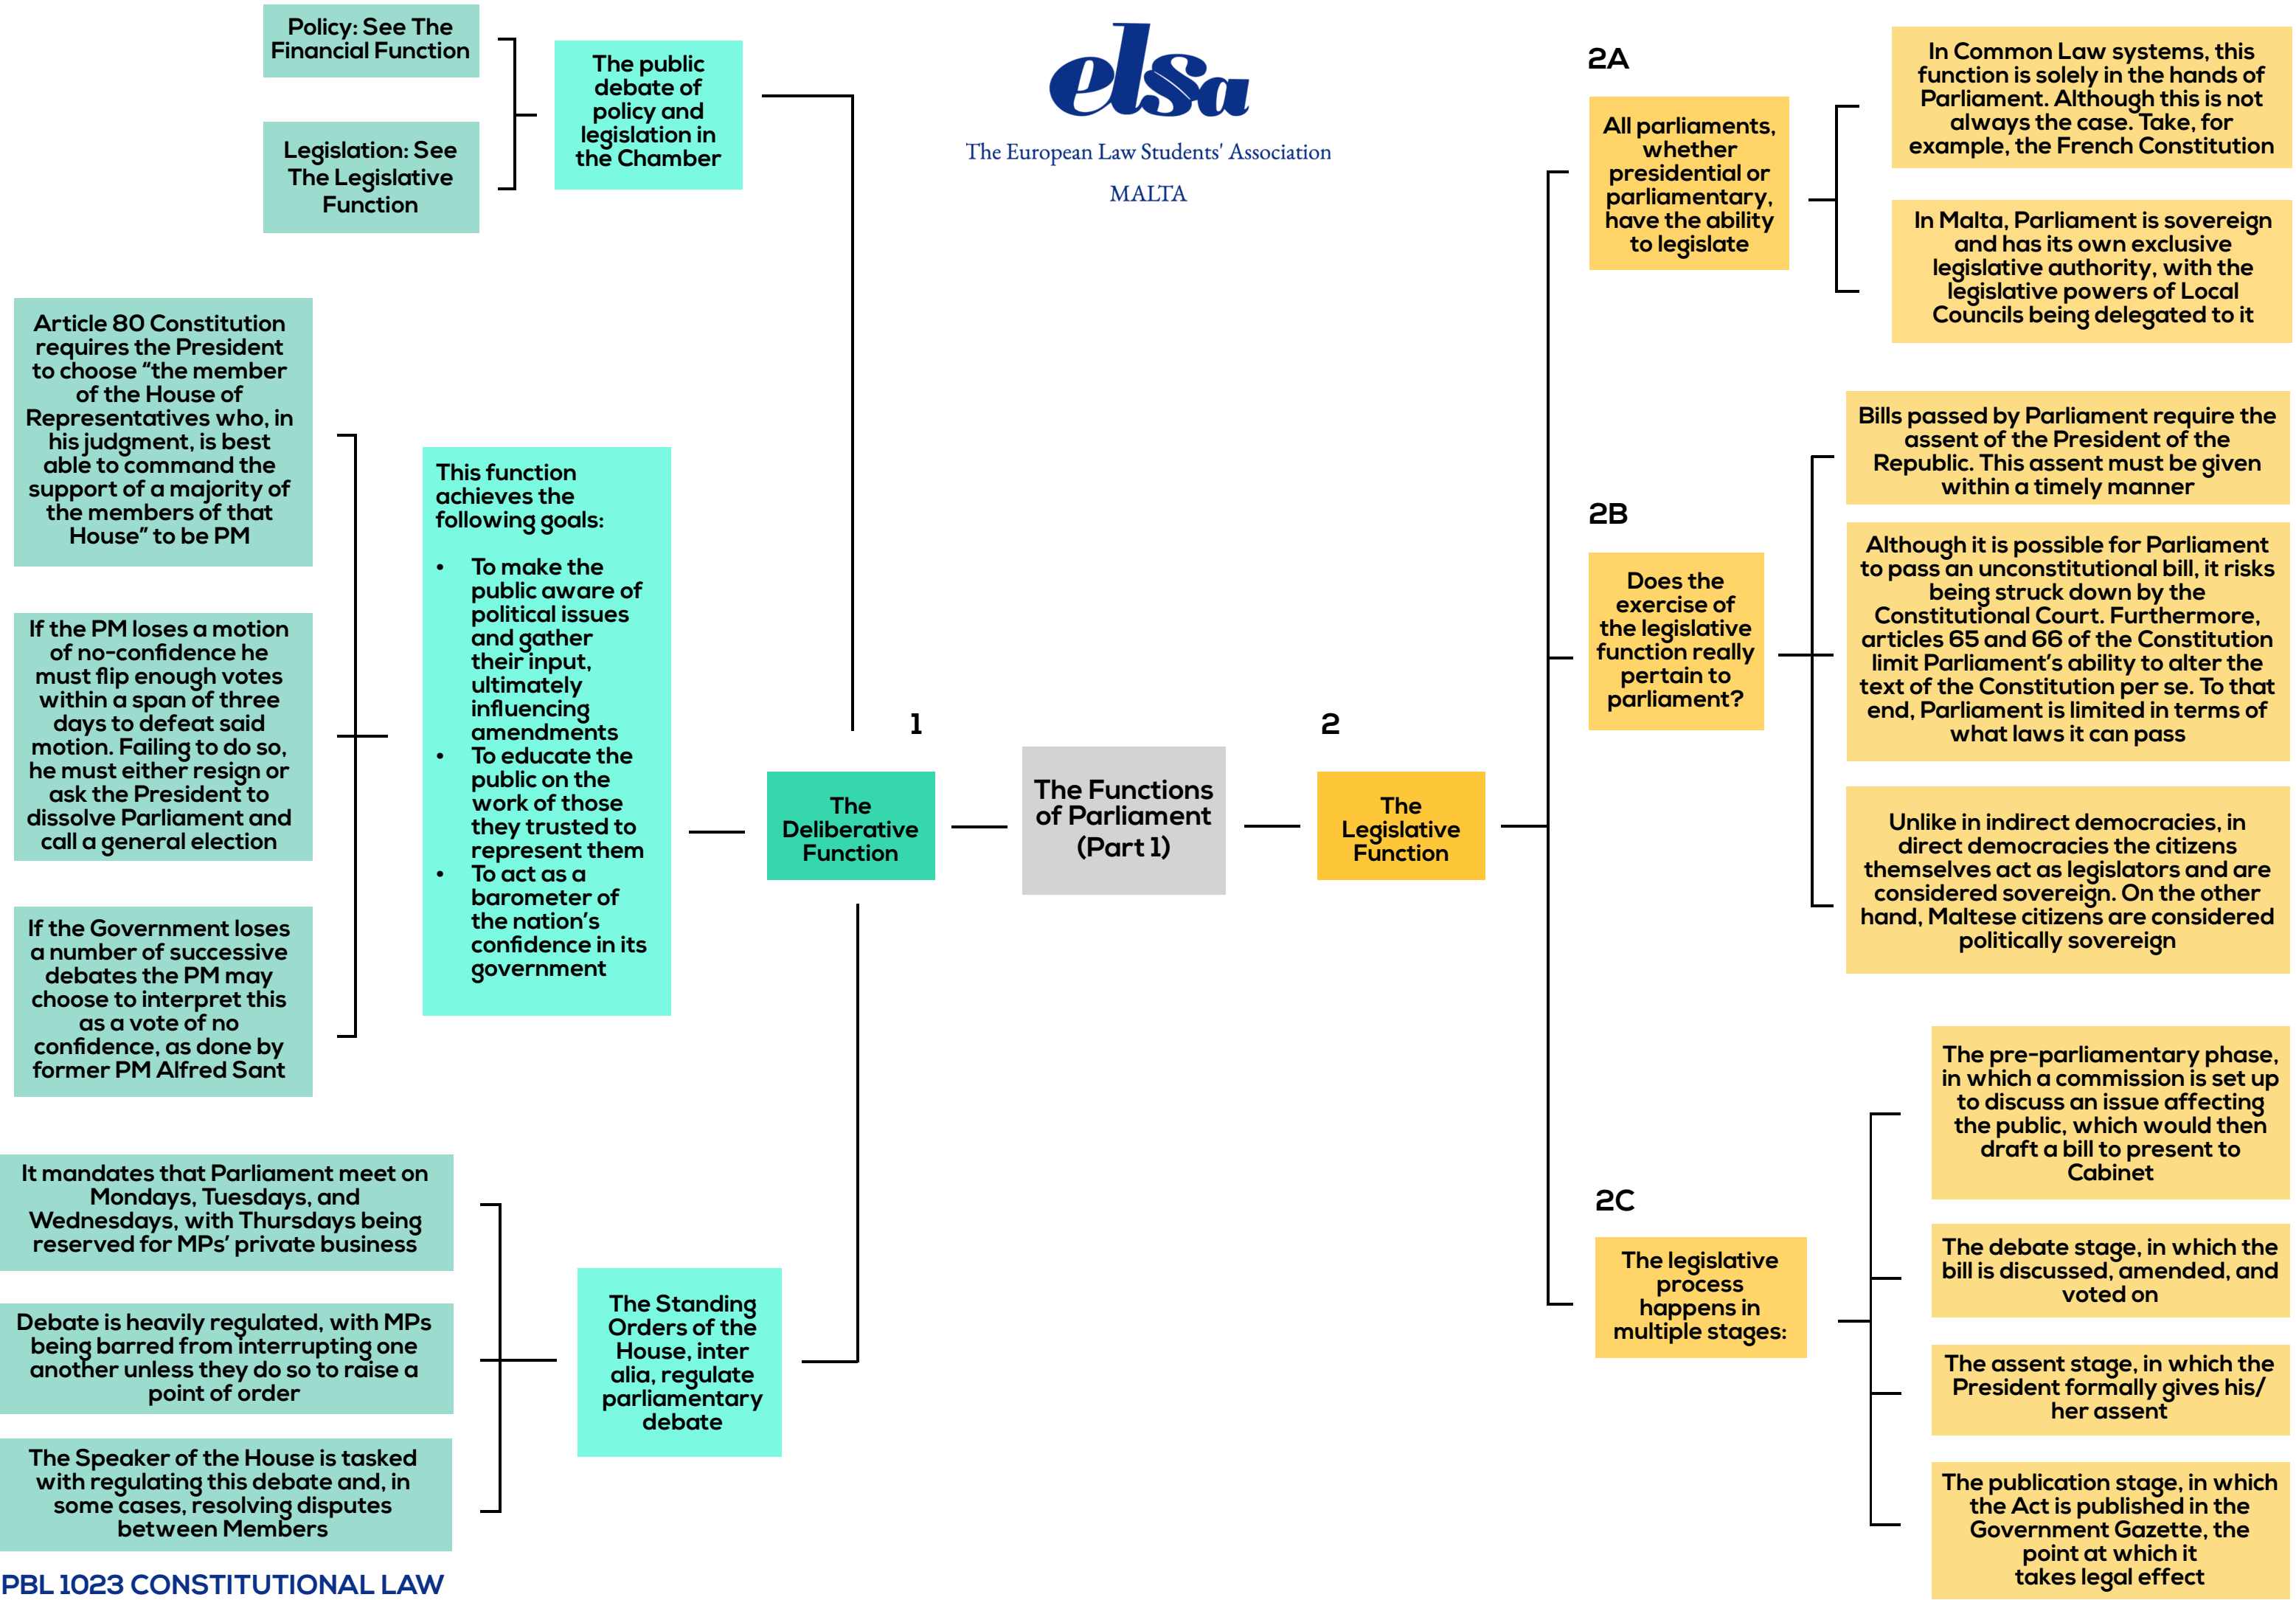 elsa
The European Law Students' Association
MALTA
The Functions
of Parliament
(Part 1)
1
The
Deliberative
Function
The public
debate of
policy and
legislation in
the Chamber
Policy: See The
Financial Function
Legislation: See
The Legislative
Function
This function
achieves the
following goals:
• To make the
public aware of
political issues
and gather
their input,
ultimately
influencing
amendments
• To educate the
public on the
work of those
they trusted to
represent them
• To act as a
barometer of
the nation's
confidence in its
government
Article 80 Constitution
requires the President
to choose “the member
of the House of
Representatives who, in
his judgment, is best
able to command the
support of a majority of
the members of that
House” to be PM
If the PM loses a motion
of no-confidence he
must flip enough votes
within a span of three
days to defeat said
motion. Failing to do so,
he must either resign or
ask the President to
dissolve Parliament and
call a general election
If the Government loses
a number of successive
debates the PM may
choose to interpret this
as a vote of no
confidence, as done by
former PM Alfred Sant
The Standing
Orders of the
House, inter
alia, regulate
parliamentary
debate
It mandates that Parliament meet on
Mondays, Tuesdays, and
Wednesdays, with Thursdays being
reserved for MPs’ private business
Debate is heavily regulated, with MPs
being barred from interrupting one
another unless they do so to raise a
point of order
The Speaker of the House is tasked
with regulating this debate and, in
some cases, resolving disputes
between Members
2
The
Legislative
Function
2A
All parliaments,
whether
presidential or
parliamentary,
have the ability
to legislate
In Common Law systems, this
function is solely in the hands of
Parliament. Although this is not
always the case. Take, for
example, the French Constitution
In Malta, Parliament is sovereign
and has its own exclusive
legislative authority, with the
legislative powers of Local
Councils being delegated to it
2B
Does the
exercise of
the legislative
function really
pertain to
parliament?
Bills passed by Parliament require the
assent of the President of the
Republic. This assent must be given
within a timely manner
Although it is possible for Parliament
to pass an unconstitutional bill, it risks
being struck down by the
Constitutional Court. Furthermore,
articles 65 and 66 of the Constitution
limit Parliament’s ability to alter the
text of the Constitution per se. To that
end, Parliament is limited in terms of
what laws it can pass
Unlike in indirect democracies, in
direct democracies the citizens
themselves act as legislators and are
considered sovereign. On the other
hand, Maltese citizens are considered
politically sovereign
2C
The legislative
process
happens in
multiple stages:
The pre-parliamentary phase,
in which a commission is set up
to discuss an issue affecting
the public, which would then
draft a bill to present to
Cabinet
The debate stage, in which the
bill is discussed, amended, and
voted on
The assent stage, in which the
President formally gives his/
her assent
The publication stage, in which
the Act is published in the
Government Gazette, the
point at which it
takes legal effect
PBL 1023 CONSTITUTIONAL LAW